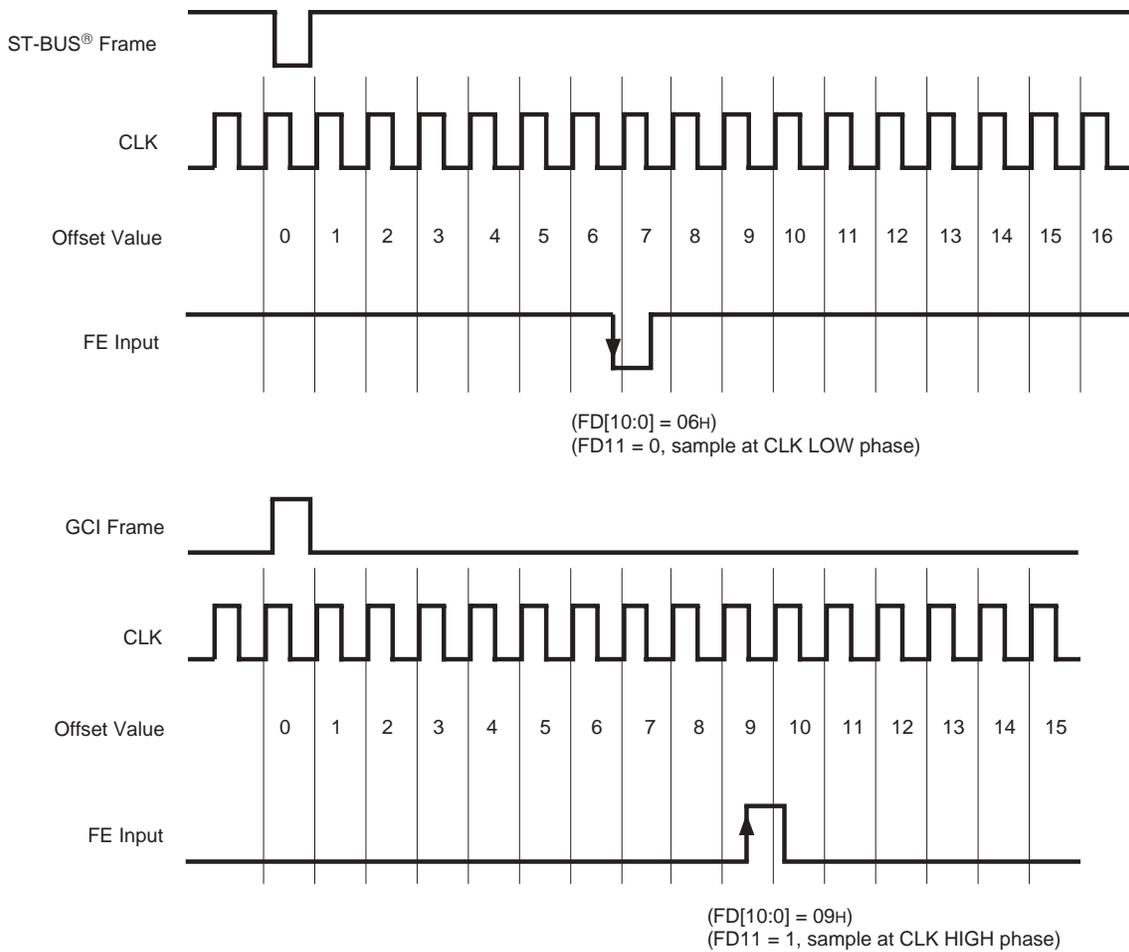 ST-BUS® Frame
CLK
Offset Value 0 1 2 3 4 5 6 7 8 9 10 11 12 13 14 15 16
FE Input
(FD[10:0] = 06H)
(FD11 = 0, sample at CLK LOW phase)
GCI Frame
CLK
Offset Value 0 1 2 3 4 5 6 7 8 9 10 11 12 13 14 15
FE Input
(FD[10:0] = 09H)
(FD11 = 1, sample at CLK HIGH phase)